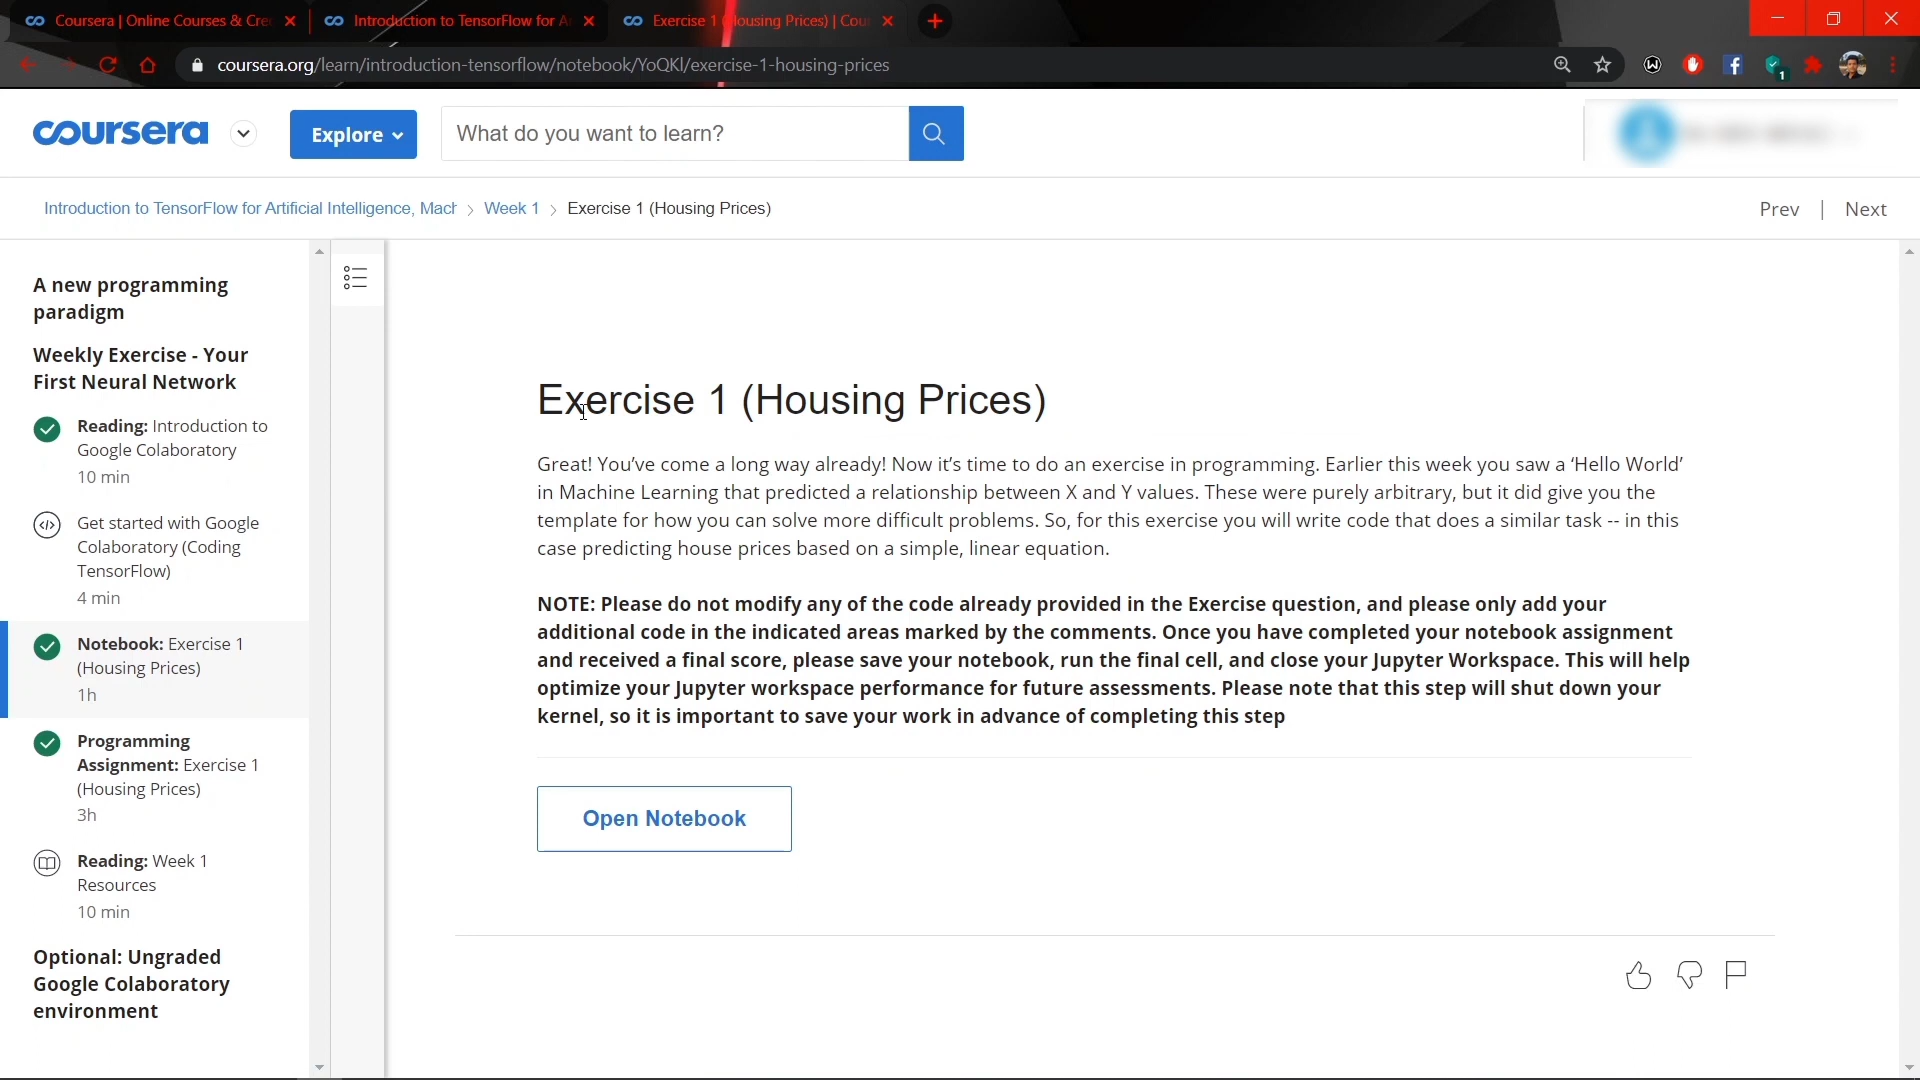 Coursera | Online Courses & Cre
Introduction to TensorFlow for A
Exercise 1 (Housing Prices) | Cou
coursera.org/learn/introduction-tensorflow/notebook/YoQKl/exercise-1-housing-prices
1
coursera
Explore
What do you want to learn?
Introduction to TensorFlow for Artificial Intelligence, Mach > Week 1 > Exercise 1 (Housing Prices)
Prev | Next
A new programming
paradigm
Weekly Exercise - Your
First Neural Network
Reading: Introduction to
Google Colaboratory
10 min
Get started with Google
Colaboratory (Coding
TensorFlow)
4 min
Notebook: Exercise 1
(Housing Prices)
1h
Programming
Assignment: Exercise 1
(Housing Prices)
3h
Reading: Week 1
Resources
10 min
Optional: Ungraded
Google Colaboratory
environment
Exercise 1 (Housing Prices)
Great! You’ve come a long way already! Now it’s time to do an exercise in programming. Earlier this week you saw a ‘Hello World’
in Machine Learning that predicted a relationship between X and Y values. These were purely arbitrary, but it did give you the
template for how you can solve more difficult problems. So, for this exercise you will write code that does a similar task -- in this
case predicting house prices based on a simple, linear equation.
NOTE: Please do not modify any of the code already provided in the Exercise question, and please only add your
additional code in the indicated areas marked by the comments. Once you have completed your notebook assignment
and received a final score, please save your notebook, run the final cell, and close your Jupyter Workspace. This will help
optimize your Jupyter workspace performance for future assessments. Please note that this step will shut down your
kernel, so it is important to save your work in advance of completing this step
Open Notebook